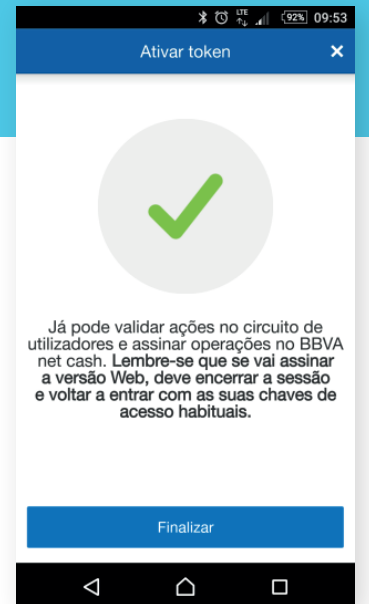 LTE 92% 09:53
Ativar token
Já pode validar ações no circuito de
utilizadores e assinar operações no BBVA
net cash. Lembre-se que se vai assinar
a versão Web, deve encerrar a sessão
e voltar a entrar com as suas chaves de
acesso habituais.
Finalizar